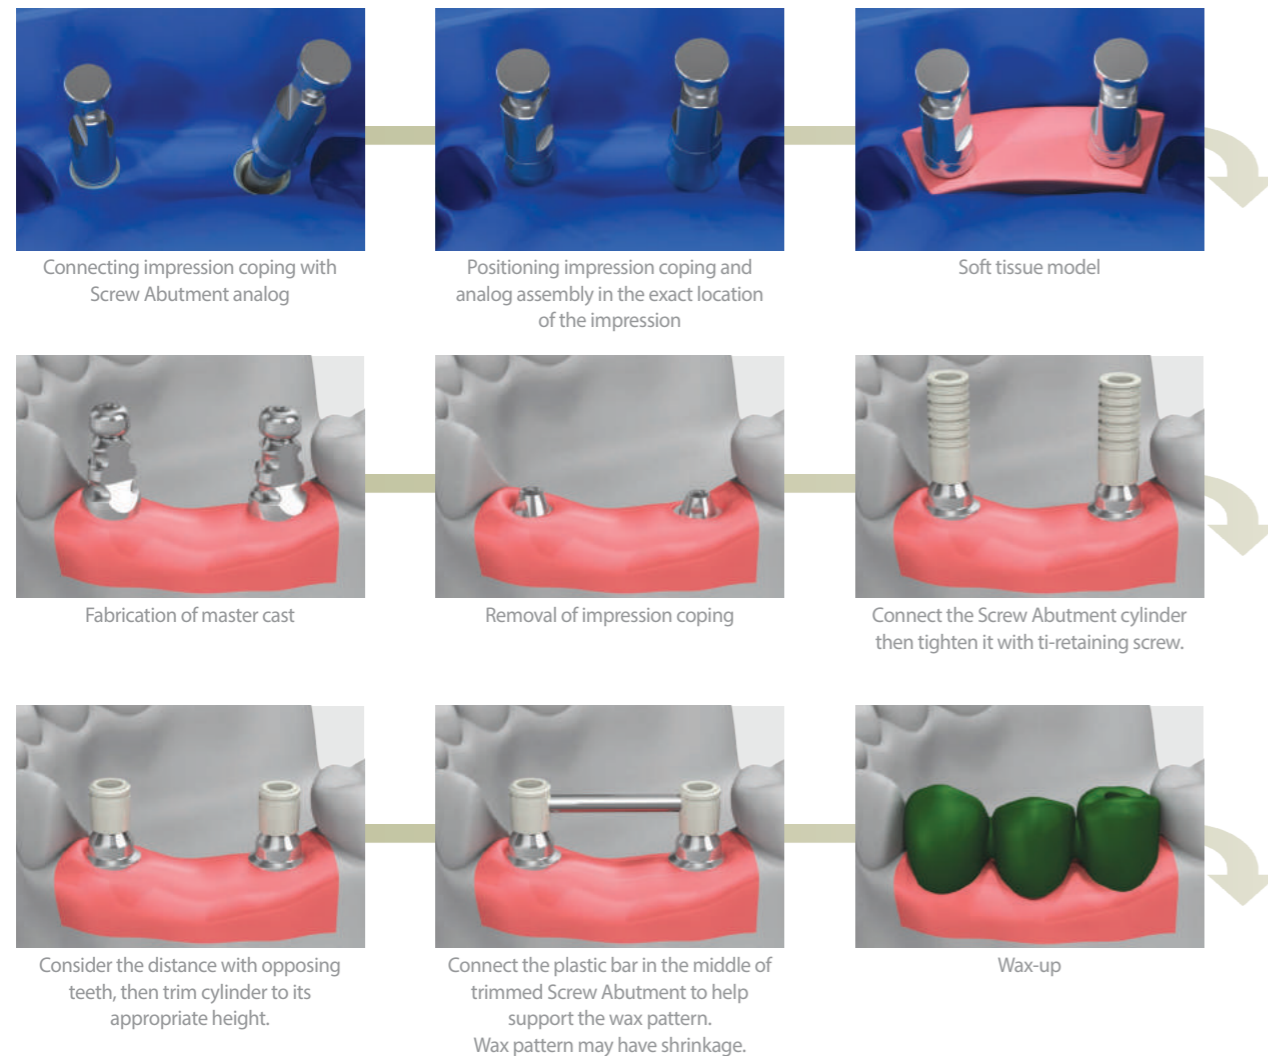 Connecting impression coping with
Screw Abutment analog
Positioning impression coping and
analog assembly in the exact location
of the impression
Soft tissue model
Fabrication of master cast
Removal of impression coping
Connect the Screw Abutment cylinder
then tighten it with ti-retaining screw.
Consider the distance with opposing
teeth, then trim cylinder to its
appropriate height.
Connect the plastic bar in the middle of
trimmed Screw Abutment to help
support the wax pattern.
Wax pattern may have shrinkage.
Wax-up